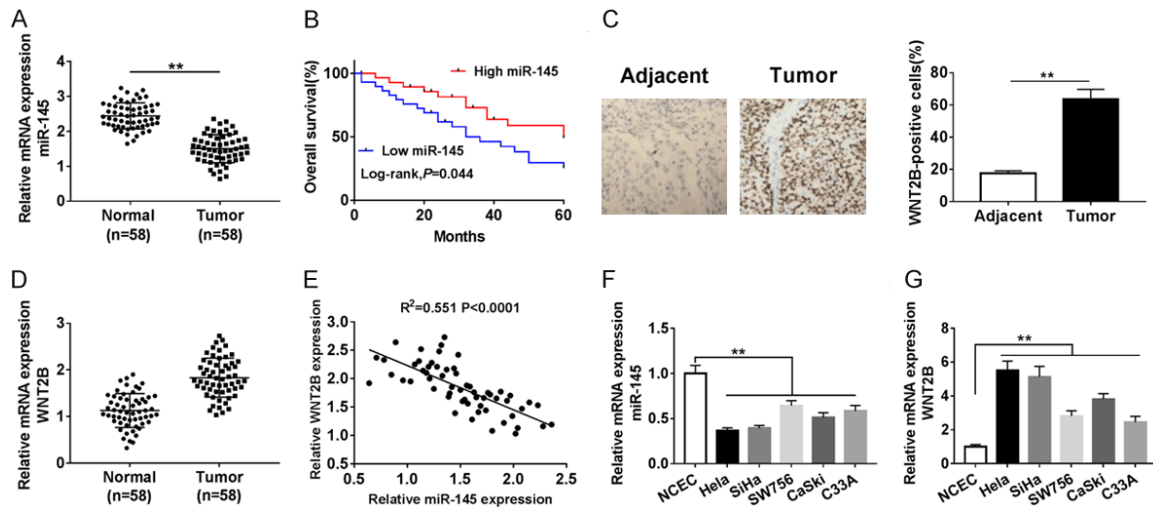 A
Relative mRNA expression
miR-145
4
3
2
1
0
**
Normal
(n=58)
Tumor
(n=58)
B
Overall survival(%)
100
50
0
High miR-145
Low miR-145
Log-rank,P=0.044
0 20 40 60
Months
C
Adjacent
Tumor
WNT2B-positive cells(%)
80
60
40
20
0
**
Adjacent
Tumor
D
Relative mRNA expression
WNT2B
3
2
1
0
Normal
(n=58)
Tumor
(n=58)
E
R²=0.551 P<0.0001
Relative WNT2B expression
3.0
2.5
2.0
1.5
1.0
0.5
0.5 1.0 1.5 2.0 2.5
Relative miR-145 expression
F
Relative mRNA expression
miR-145
1.5
1.0
0.5
0.0
**
NCEC
Hela
SiHa
SW756
CaSki
C33A
G
Relative mRNA expression
WNT2B
8
6
4
2
0
**
NCEC
Hela
SiHa
SW756
CaSki
C33A